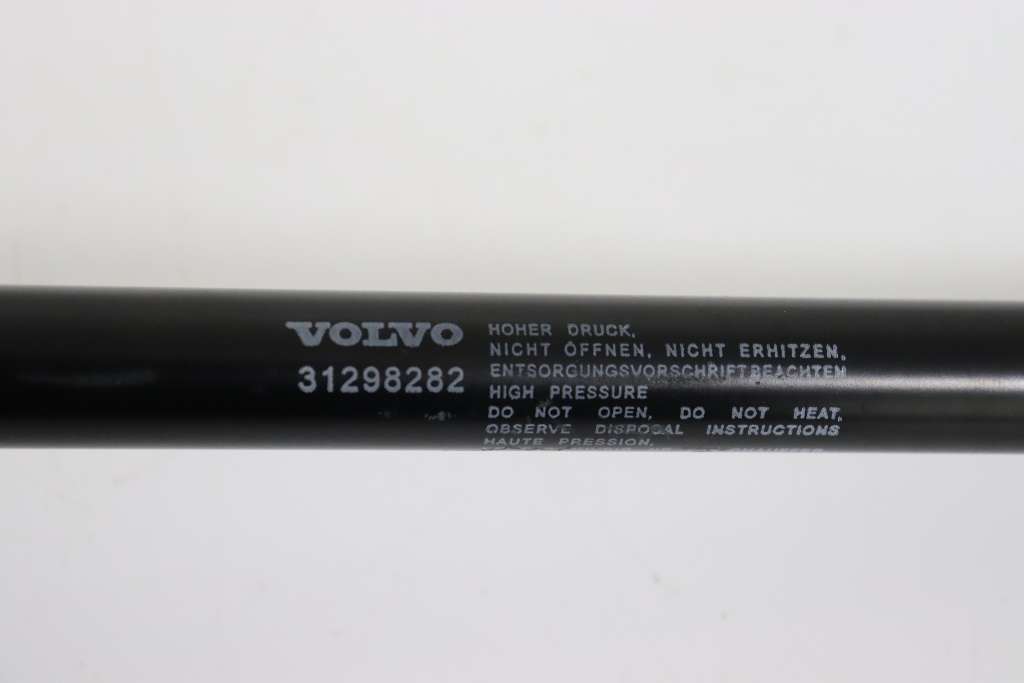 VOLVO
31298282
HOHER DRUCK.
NICHT ÖFFNEN. NICHT ERHITZEN.
ENTSORGUNGSVORSCHRIFT BEACHTEN
HIGH PRESSURE
DO NOT OPEN. DO NOT HEAT.
OBSERVE DISPOSAL INSTRUCTIONS
HAUTE PRESSION.